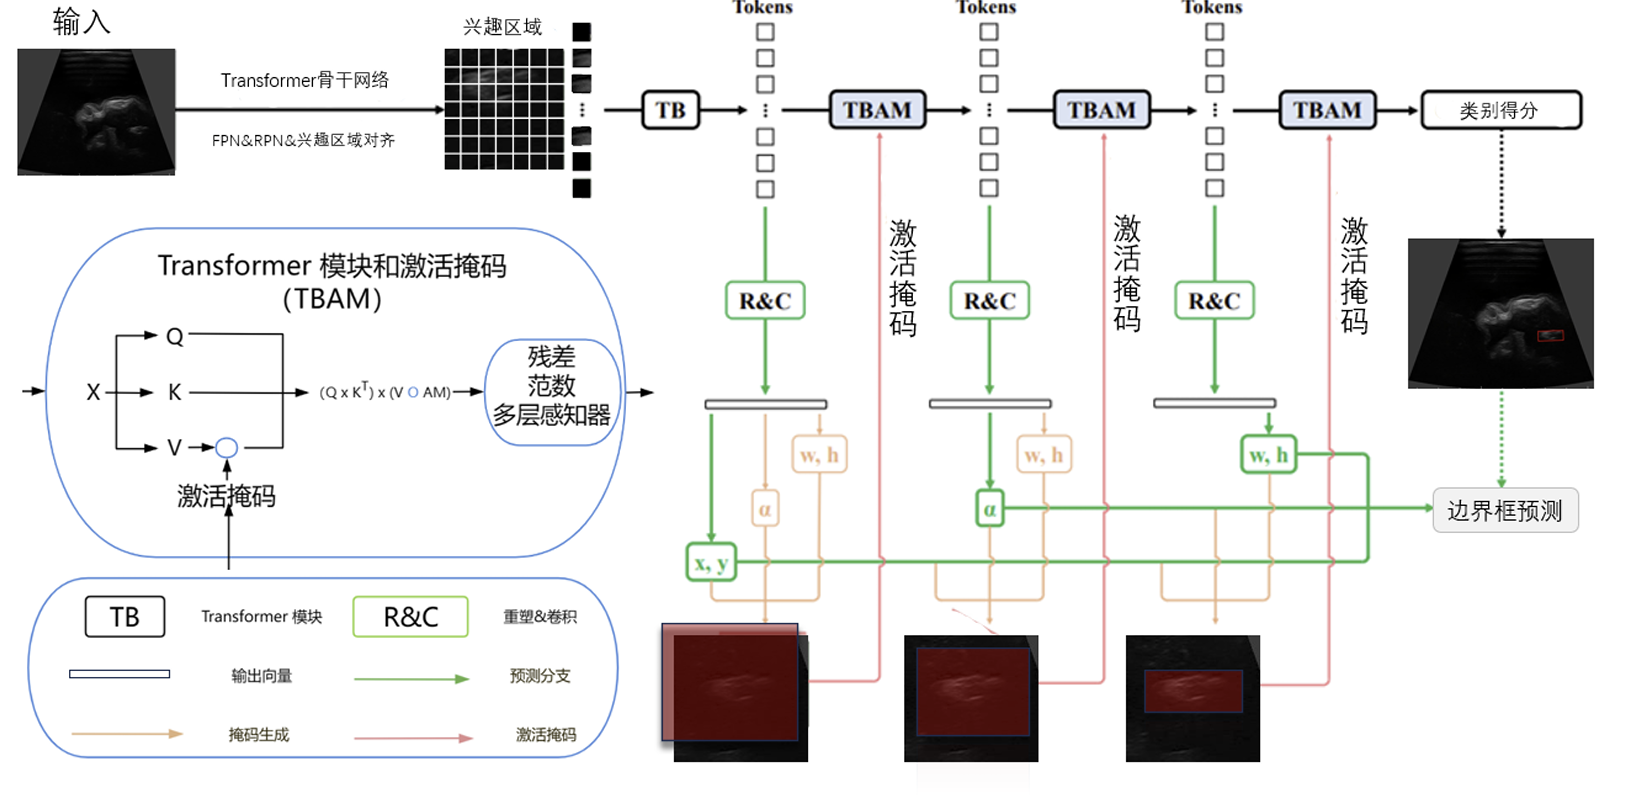 输入
Transformer骨干网络
FPN&RPN&兴趣区域对齐
兴趣区域
TB
Tokens
TBAM
Tokens
TBAM
Tokens
TBAM
类别得分
R&C
激活掩码
R&C
激活掩码
R&C
激活掩码
w, h
α
x, y
w, h
α
w, h
边界框预测
Transformer 模块和激活掩码
(TBAM)
X
Q
K
V
(Q x K^T) x (V O AM)
残差
范数
多层感知器
激活掩码
TB
Transformer 模块
R&C
重塑&卷积
输出向量
预测分支
掩码生成
激活掩码